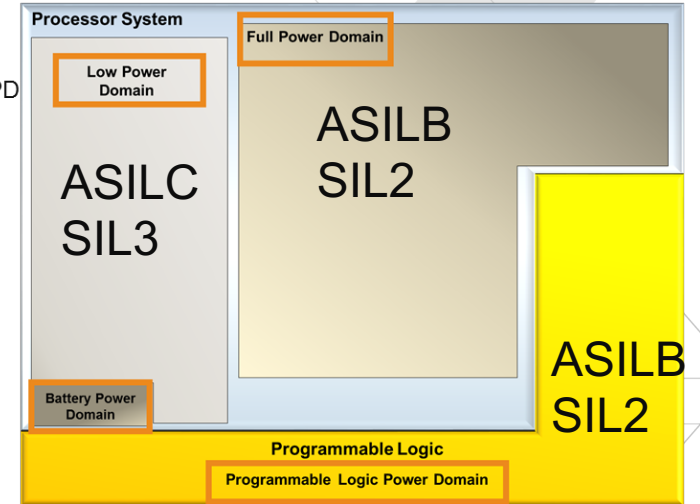 Processor System
Full Power Domain
Low Power
Domain
PD
ASILB
SIL2
ASILC
SIL3
ASILB
SIL2
Battery Power
Domain
Programmable Logic
Programmable Logic Power Domain